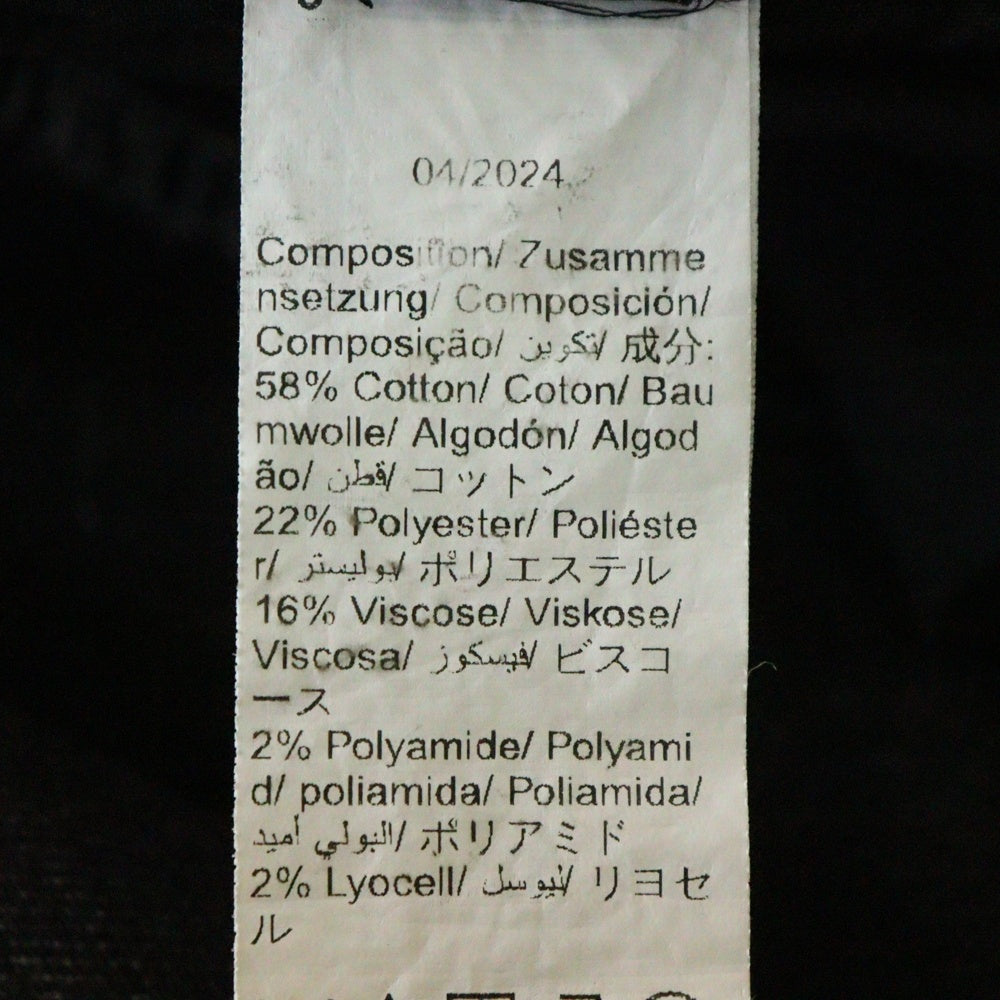 04/2024
Composition/ Zusamme
nsetzung/ Composición/
Composição/ تكوين/ 成分:
58% Cotton/ Coton/ Bau
mwolle/ Algodón/ Algod
ão/ قطن/ コットン
22% Polyester/ Poliéste
r/ بوليستر/ ポリエステル
16% Viscose/ Viskose/
Viscosa/ فيسكوز/ ビスコ
ース
2% Polyamide/ Polyami
d/ poliamida/ Poliamida/
البولي أميد/ ポリアミド
2% Lyocell/ ليوسل/ リヨセ
ル